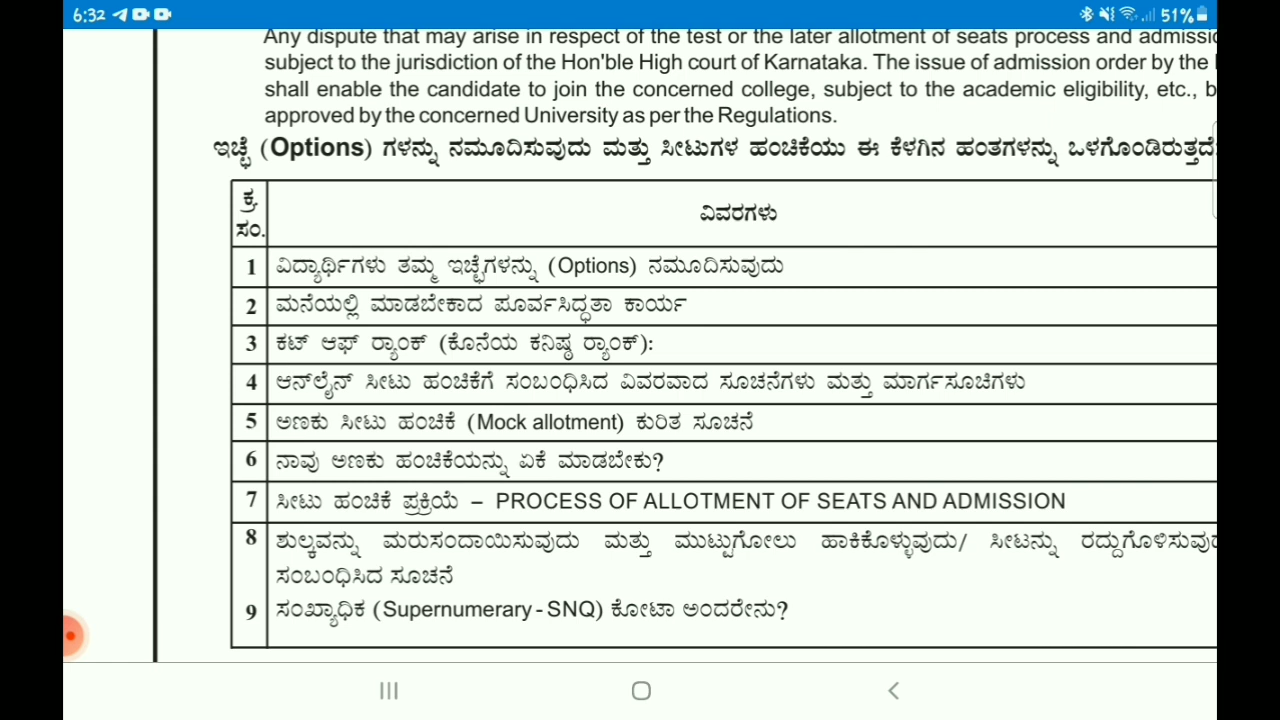 6:32
51%
Any dispute that may arise in respect of the test or the later allotment of seats process and
subject to the jurisdiction of the Hon'ble High court of Karnataka. The issue of admission order by the
shall enable the candidate to join the concerned college, subject to the academic eligibility, etc.,
approved by the concerned University as per the Regulations.
ಇಚ್ಛೆ (Options) ಗಳನ್ನು ನಮೂದಿಸುವುದು ಮತ್ತು ಸೀಟುಗಳ ಹಂಚಿಕೆಯು ಈ ಕೆಳಗಿನ ಹಂತಗಳನ್ನು ಒಳಗೊಂಡಿರುತ್ತದೆ
ಕ್ರ ಸಂ. ವಿವರಗಳು
1 ವಿದ್ಯಾರ್ಥಿಗಳು ತಮ್ಮ ಇಚ್ಛೆಗಳನ್ನು (Options) ನಮೂದಿಸುವುದು
2 ಮನೆಯಲ್ಲಿ ಮಾಡಬೇಕಾದ ಪೂರ್ವಸಿದ್ಧತಾ ಕಾರ್ಯ
3 ಕಟ್ ಆಫ್ ರ‍್ಯಾಂಕ್ (ಕೊನೆಯ ಕನಿಷ್ಠ ರ‍್ಯಾಂಕ್):
4 ಆನ್‌ಲೈನ್ ಸೀಟು ಹಂಚಿಕೆಗೆ ಸಂಬಂಧಿಸಿದ ವಿವರವಾದ ಸೂಚನೆಗಳು ಮತ್ತು ಮಾರ್ಗಸೂಚಿಗಳು
5 ಅಣಕು ಸೀಟು ಹಂಚಿಕೆ (Mock allotment) ಕುರಿತ ಸೂಚನೆ
6 ನಾವು ಅಣಕು ಹಂಚಿಕೆಯನ್ನು ಏಕೆ ಮಾಡಬೇಕು?
7 ಸೀಟು ಹಂಚಿಕೆ ಪ್ರಕ್ರಿಯೆ – PROCESS OF ALLOTMENT OF SEATS AND ADMISSION
8 ಶುಲ್ಕವನ್ನು ಮರುಸಂದಾಯಿಸುವುದು ಮತ್ತು ಮುಟ್ಟುಗೋಲು ಹಾಕಿಕೊಳ್ಳುವುದು/ ಸೀಟನ್ನು
ಸಂಬಂಧಿಸಿದ ಸೂಚನೆ
9 ಸಂಖ್ಯಾಧಿಕ (Supernumerary - SNQ) ಕೋಟಾ ಅಂದರೇನು?